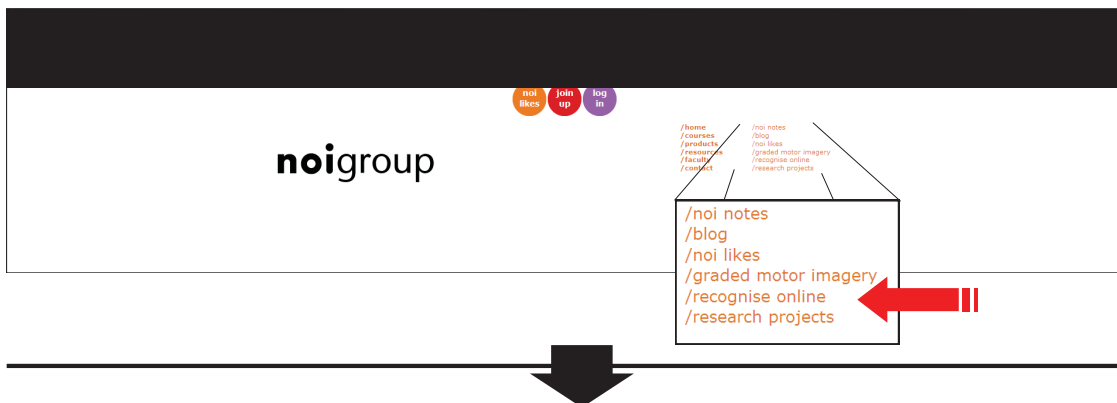 noi
likes
join
up
log
in
noigroup
/home
/courses
/products
/resources
/faculty
/contact
/noi notes
/blog
/noi likes
/graded motor imagery
/recognise online
/research projects
/noi notes
/blog
/noi likes
/graded motor imagery
/recognise online
/research projects